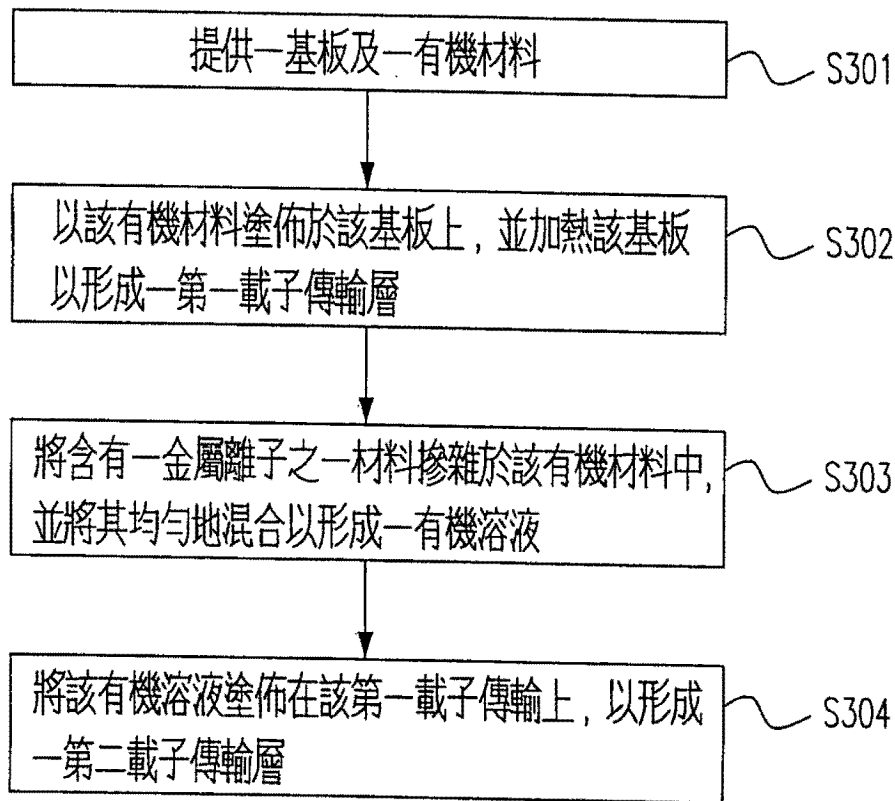 提供一基板及一有機材料
S301
以該有機材料塗佈於該基板上，並加熱該基板
以形成一第一載子傳輸層
S302
將含有一金屬離子之一材料摻雜於該有機材料中，
並將其均勻地混合以形成一有機溶液
S303
將該有機溶液塗佈在該第一載子傳輸上，以形成
一第二載子傳輸層
S304